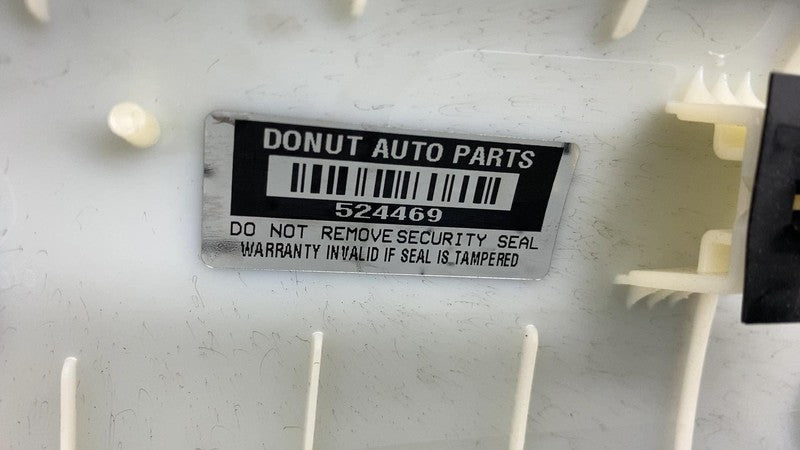 DONUT AUTO PARTS
524469
DO NOT REMOVE SECURITY SEAL
WARRANTY INVALID IF SEAL IS TAMPERED